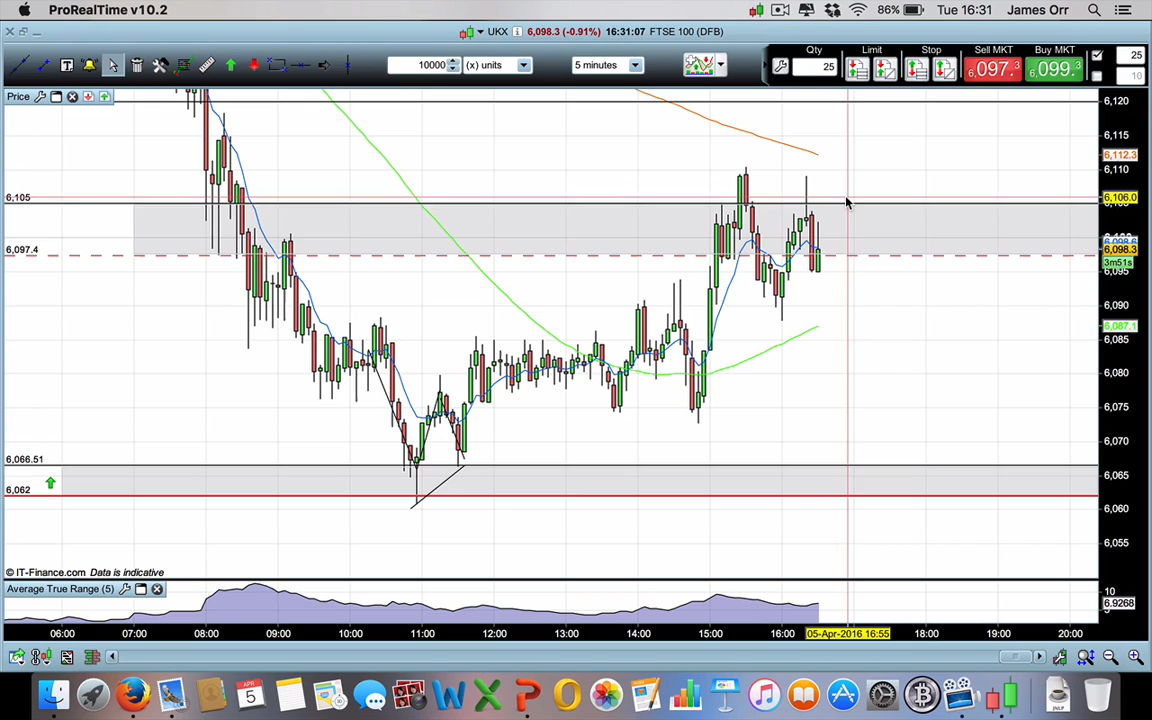 ProRealTime v10.2
86% Tue 16:31 James Orr
UKX 6,098.3 (-0.91%) 16:31:07 FTSE 100 (DFB)
10000 (x) units 5 minutes
Qty Limit Stop Sell MKT Buy MKT
25 6,097.3 6,099.3 25
10
Price
6,120
6,115
6,112.3
6,110
6,105
6,106.0
6,097.4
6,098.3
3m51s
6,095
6,090
6,087.1
6,085
6,080
6,075
6,070
6,066.51
6,065
6,062
6,060
6,055
© IT-Finance.com Data is indicative
Average True Range (5)
10
6.9268
06:00 07:00 08:00 09:00 10:00 11:00 12:00 13:00 14:00 15:00 16:00 05-Apr-2016 16:55 18:00 19:00 20:00
APR
5
JNLP